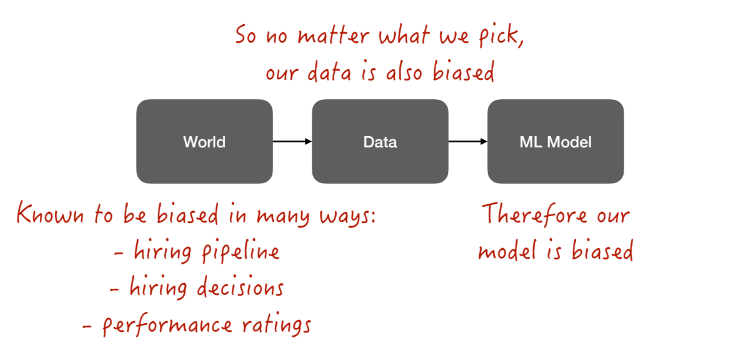 So no matter what we pick,
our data is also biased
World
Data
ML Model
Known to be biased in many ways:
- hiring pipeline
- hiring decisions
- performance ratings
Therefore our
model is biased